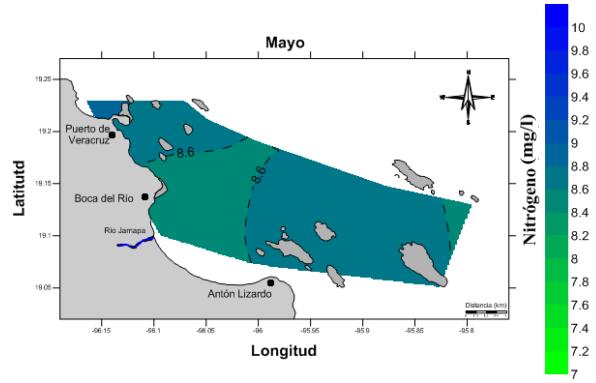 Mayo
19.25
19.2
19.15
19.1
19.05
Latitutd
Puerto de
Veracruz
Boca del Río
Río Jamapa
Antón Lizardo
8.6
8.6
N
S
Distancia (km)
-96.15
-96.1
-96.05
-96
-95.95
-95.9
-95.85
-95.8
Longitud
Nitrógeno (mg/l)
10
9.8
9.6
9.4
9.2
9
8.8
8.6
8.4
8.2
8
7.8
7.6
7.4
7.2
7